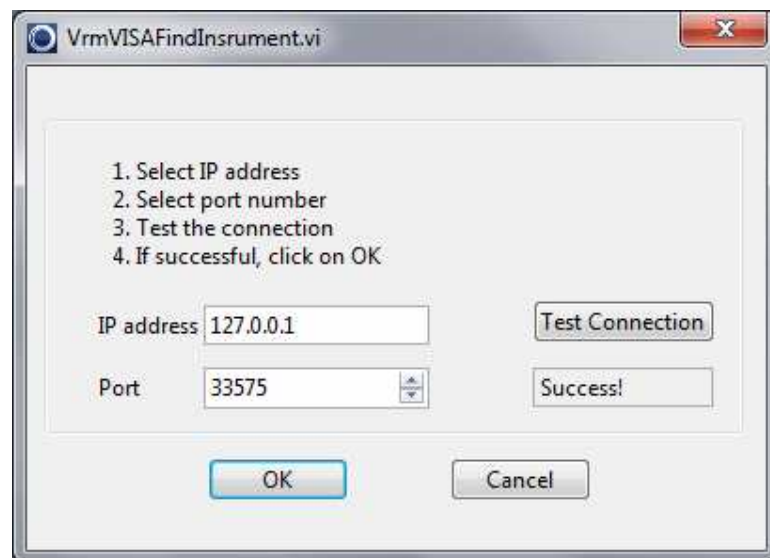 VrmVISAFindInsrument.vi
1. Select IP address
2. Select port number
3. Test the connection
4. If successful, click on OK
IP address 127.0.0.1 Test Connection
Port 33575 Success!
OK Cancel